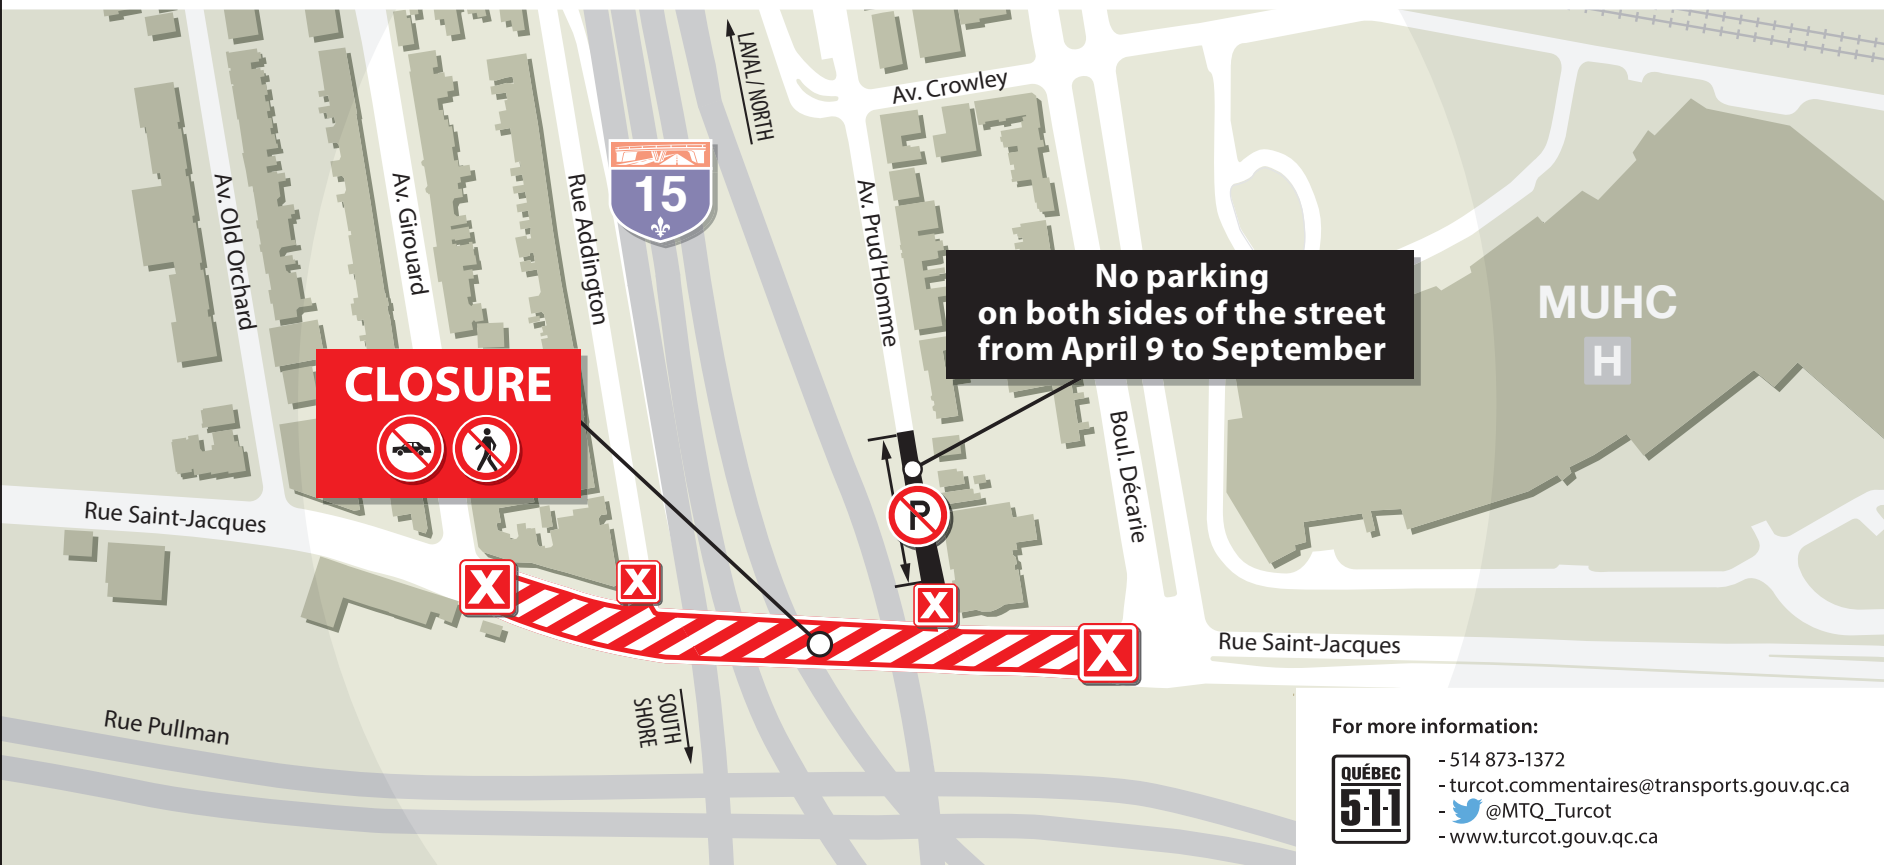 LAVAL / NORTH
Av. Crowley
15
Av. Old Orchard
Av. Girouard
Rue Addington
Av. Prud'Homme
No parking
on both sides of the street
from April 9 to September
MUHC
H
CLOSURE
Boul. Décarie
P
Rue Saint-Jacques
X
X
X
X
Rue Saint-Jacques
SOUTH
SHORE
Rue Pullman
For more information:
QUÉBEC
5-1-1
- 514 873-1372
- turcot.commentaires@transports.gouv.qc.ca
- @MTQ_Turcot
- www.turcot.gouv.qc.ca